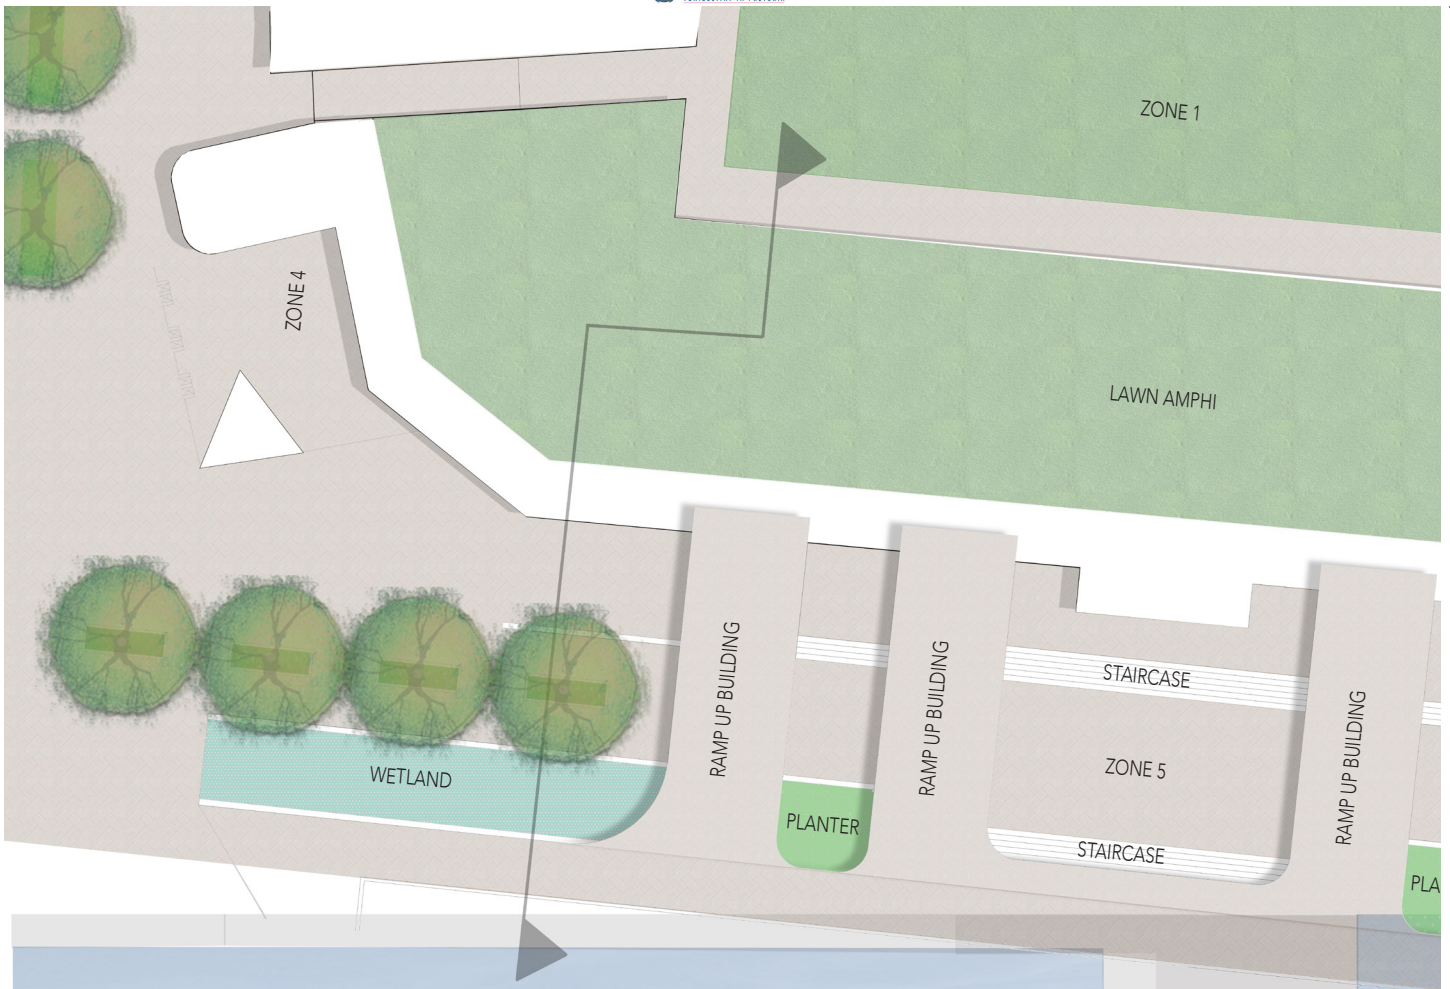 ZONE 1
ZONE 4
LAWN AMPHI
RAMP UP BUILDING
RAMP UP BUILDING
STAIRCASE
RAMP UP BUILDING
WETLAND
ZONE 5
PLANTER
STAIRCASE
PLA